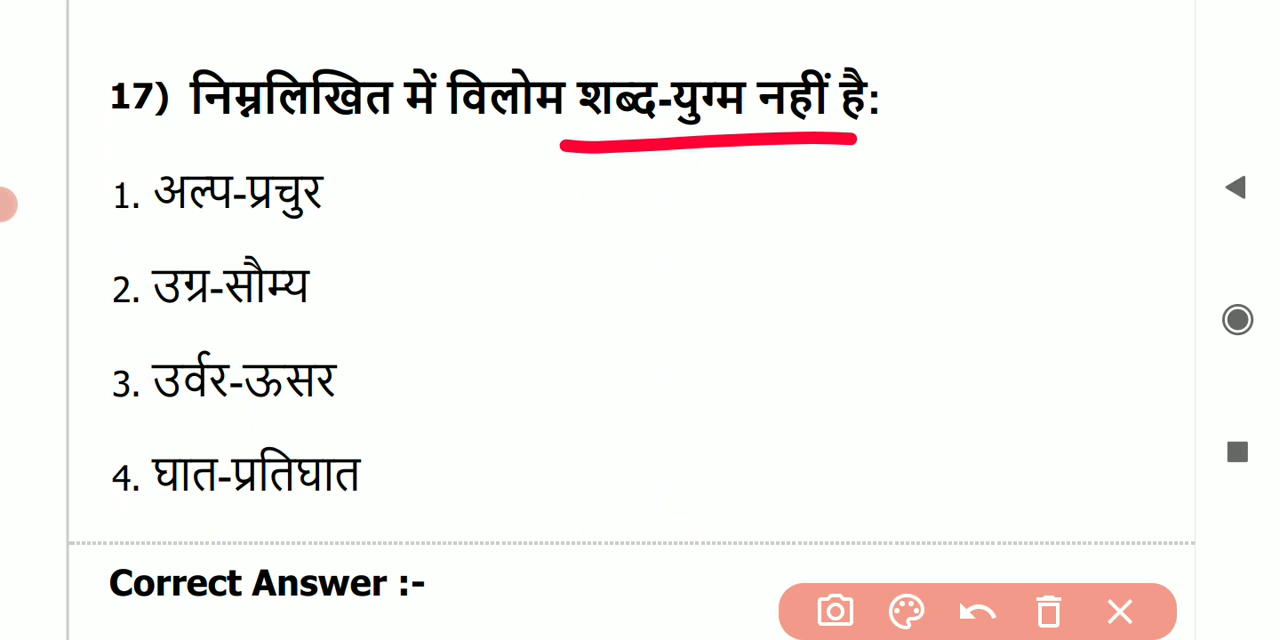 17) निम्नलिखित में विलोम शब्द-युग्म नहीं है:
1. अल्प-प्रचुर
2. उग्र-सौम्य
3. उर्वर-ऊसर
4. घात-प्रतिघात
Correct Answer :-